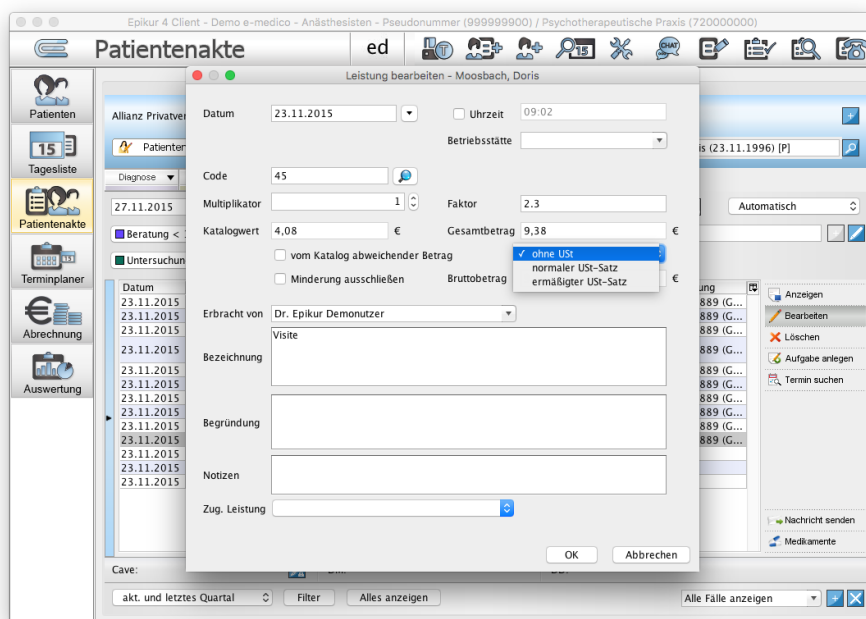 Epikur 4 Client - Demo e-medico - Anästhesisten - Pseudonummer (999999900) / Psychotherapeutische Praxis (720000000)
Patientenakte
ed
15
CHAT
Patienten
15
Tagesliste
Patientenakte
Terminplaner
Abrechnung
Auswertung
Leistung bearbeiten - Moosbach, Doris
Allianz Privatver
is (23.11.1996) [P]
Patienten
Diagnose
27.11.2015
Automatisch
Beratung <
Untersuchun
Datum
ung
23.11.2015
889 (G...
23.11.2015
889 (G...
23.11.2015
889 (G...
23.11.2015
889 (G...
23.11.2015
889 (G...
23.11.2015
889 (G...
23.11.2015
889 (G...
23.11.2015
889 (G...
23.11.2015
889 (G...
23.11.2015
889 (G...
23.11.2015
23.11.2015
23.11.2015
Datum
23.11.2015
Uhrzeit
09:02
Betriebsstätte
Code
45
Multiplikator
1
Faktor
2.3
Katalogwert
4,08
€
Gesamtbetrag
9,38
€
vom Katalog abweichender Betrag
✓ ohne USt
normaler USt-Satz
ermäßigter USt-Satz
Minderung ausschließen
Bruttobetrag
€
Erbracht von
Dr. Epikur Demonutzer
Bezeichnung
Visite
Begründung
Notizen
Zug. Leistung
OK
Abbrechen
Anzeigen
Bearbeiten
Löschen
Aufgabe anlegen
Termin suchen
Nachricht senden
Medikamente
Cave:
akt. und letztes Quartal
Filter
Alles anzeigen
Alle Fälle anzeigen